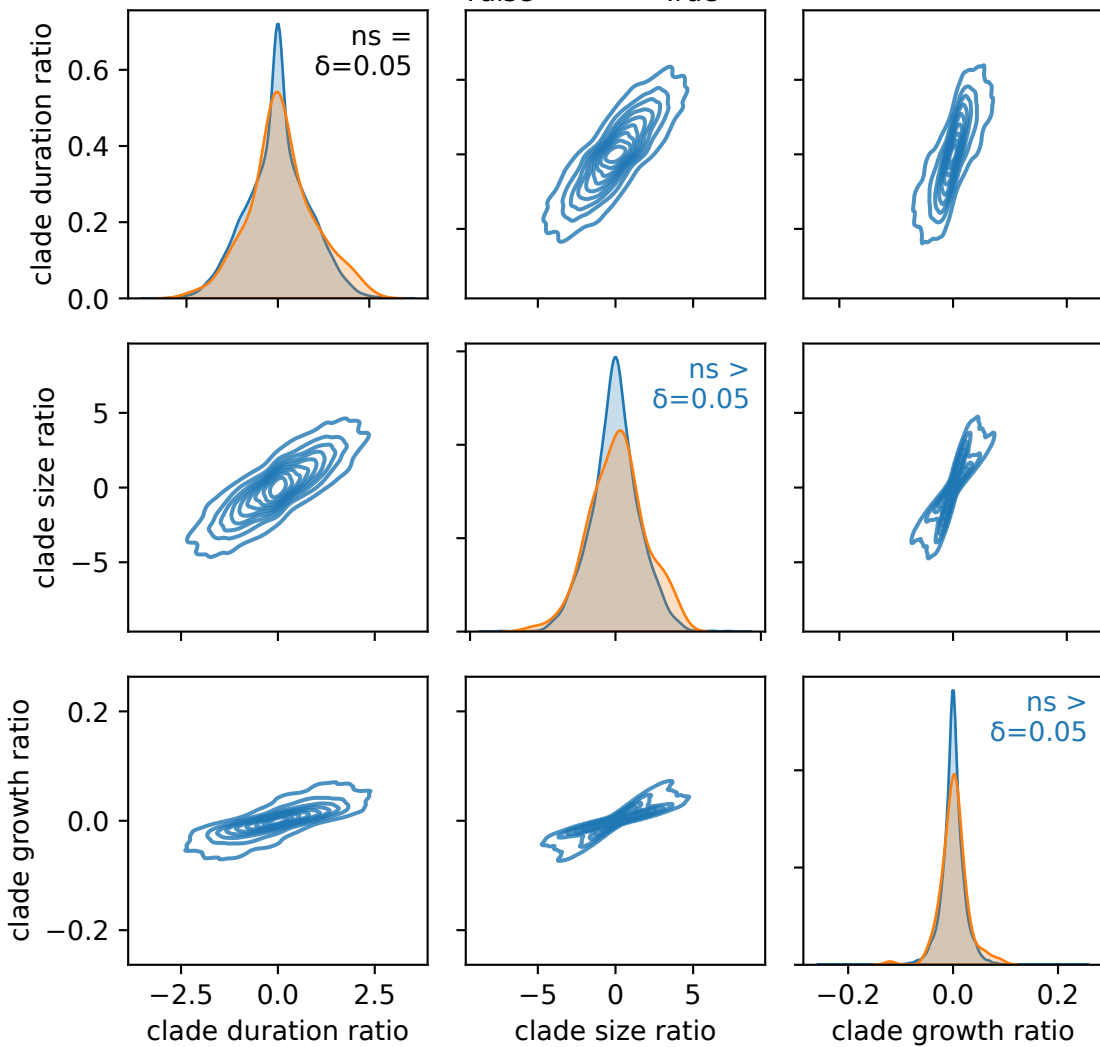 clade duration ratio
0.6
0.4
0.2
0.0
ns =
δ=0.05
clade size ratio
5
0
−5
ns >
δ=0.05
clade growth ratio
0.2
0.0
−0.2
ns >
δ=0.05
−2.5 0.0 2.5
−5 0 5
−0.2 0.0 0.2
clade duration ratio
clade size ratio
clade growth ratio